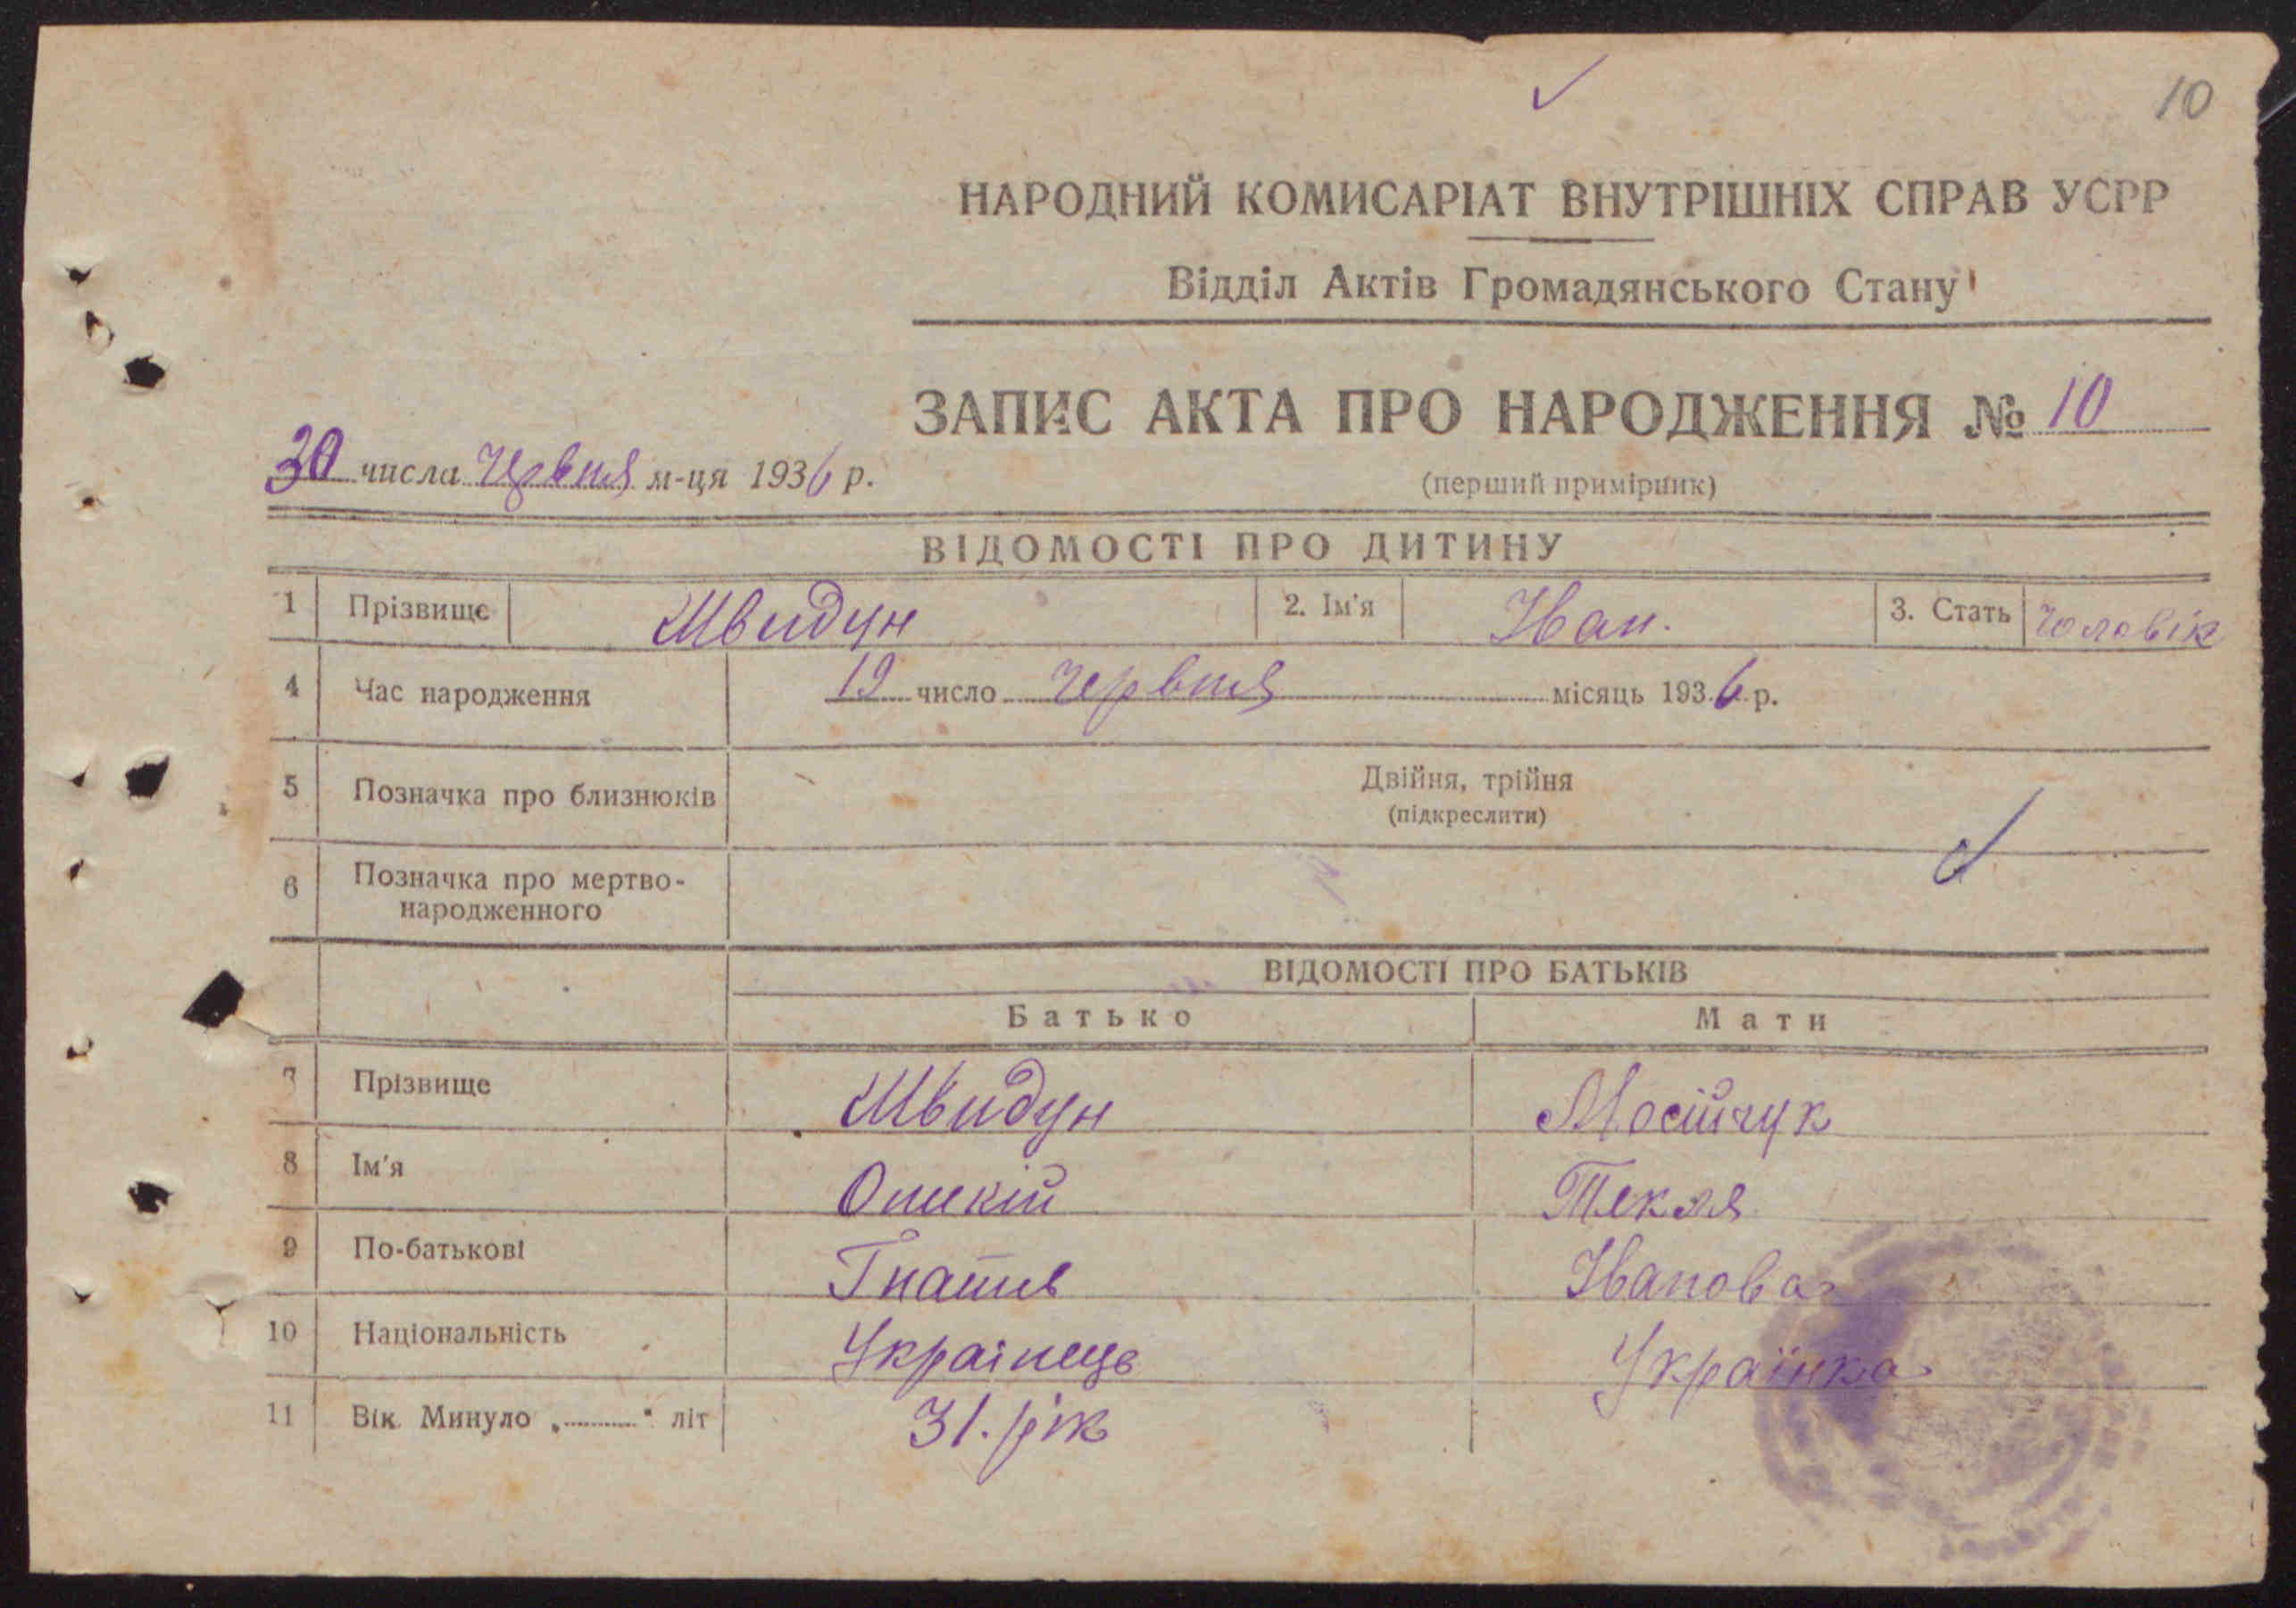 10
НАРОДНИЙ КОМИСАРІАТ ВНУТРІШНІХ СПРАВ УСРР
Відділ Актів Громадянського Стану
ЗАПИС АКТА ПРО НАРОДЖЕННЯ № 10
30 числа червня м-ця 1936 р.
(перший примірник)
ВІДОМОСТІ ПРО ДИТИНУ
1 Прізвище Швидун 2. Ім'я Іван. 3. Стать чоловік
4 Час народження 19 число червня місяць 1936 р.
5 Позначка про близнюків Двійня, трійня
(підкреслити)
6 Позначка про мертво-
народженного
ВІДОМОСТІ ПРО БАТЬКІВ
Батько Мати
7 Прізвище Швидун Мосійчук
8 Ім'я Текля
9 По-батькові Гнатів Іванова
10 Національність Українець Українка
11 Вік. Минуло „......" літ 31. рік